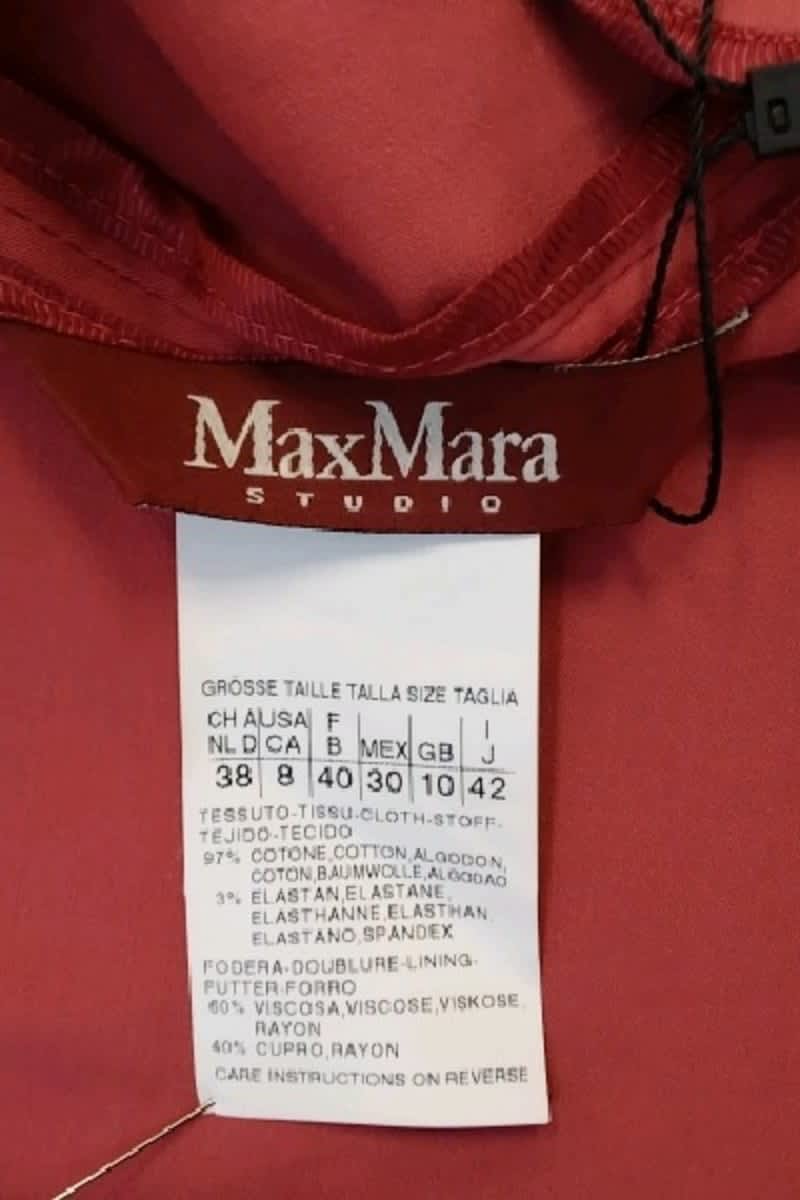 MaxMara
STUDIO
GRÖSSE TAILLE TALLA SIZE TAGLIA
CH A USA F I
NL D CA B MEX GB J
38 8 40 30 10 42
TESSUTO-TISSU-CLOTH-STOFF-
TEJIDO-TECIDO
97% COTONE,COTTON,ALGODON,
COTON,BAUMWOLLE,ALGODAO
3% ELASTAN,ELASTANE,
ELASTHANNE,ELASTHAN,
ELASTANO,SPANDEX
FODERA-DOUBLURE-LINING-
FUTTER-FORRO
60% VISCOSA,VISCOSE,VISKOSE,
RAYON
40% CUPRO,RAYON
CARE INSTRUCTIONS ON REVERSE